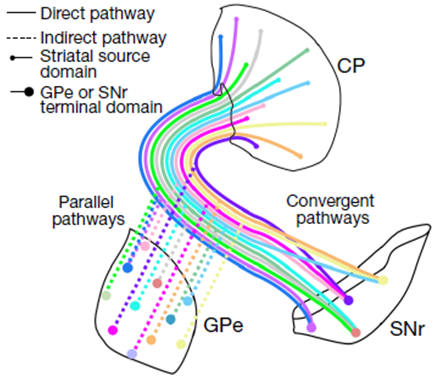 Direct pathway
Indirect pathway
Striatal source
domain
GPe or SNr
terminal domain
CP
Parallel
pathways
Convergent
pathways
GPe
SNr